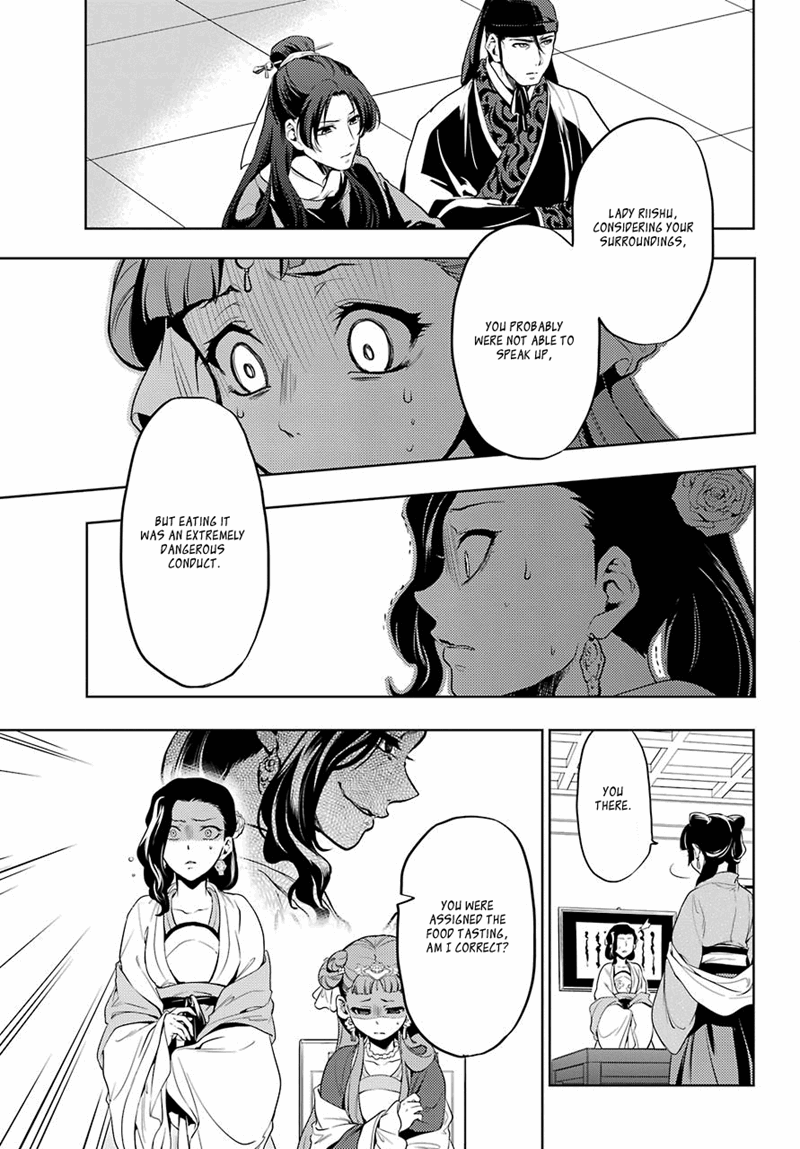 LADY RIISHU,
CONSIDERING YOUR
SURROUNDINGS,
YOU PROBABLY
WERE NOT ABLE TO
SPEAK UP,
BUT EATING IT
WAS AN EXTREMELY
DANGEROUS
CONDUCT.
YOU
THERE.
YOU WERE
ASSIGNED THE
FOOD TASTING,
AM I CORRECT?